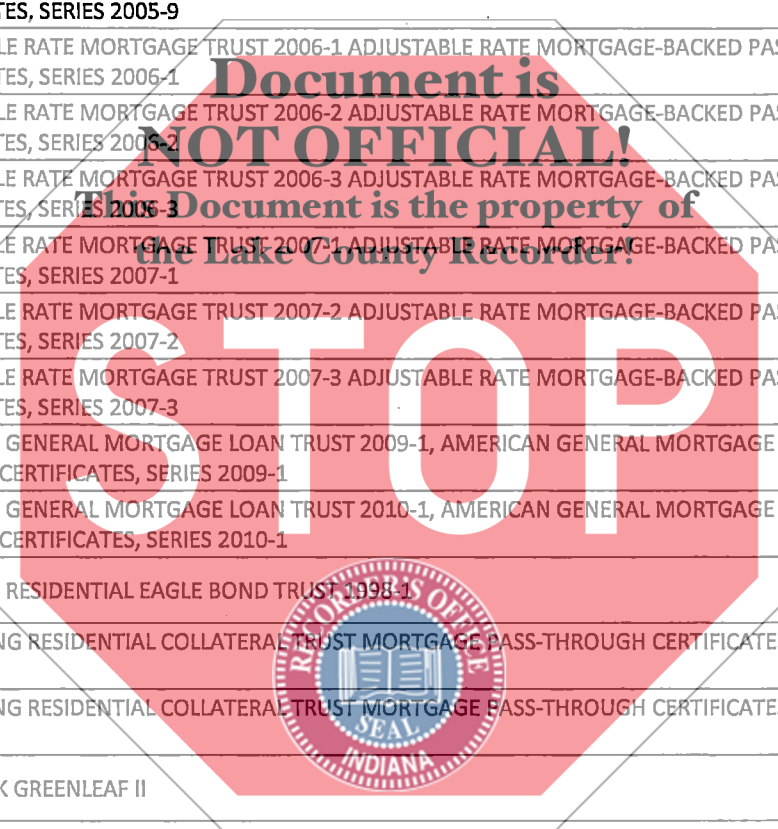 TES, SERIES 2005-9
LE RATE MORTGAGE TRUST 2006-1 ADJUSTABLE RATE MORTGAGE-BACKED PAS
TES, SERIES 2006-1
Document is
LE RATE MORTGAGE TRUST 2006-2 ADJUSTABLE RATE MORTGAGE-BACKED PAS
TES, SERIES 2006-2
NOT OFFICIAL!
LE RATE MORTGAGE TRUST 2006-3 ADJUSTABLE RATE MORTGAGE-BACKED PAS
TES, SERIES 2006-3
This Document is the property of
LE RATE MORTGAGE TRUST 2007-1 ADJUSTABLE RATE MORTGAGE-BACKED PAS
the Lake County Recorder!
TES, SERIES 2007-1
LE RATE MORTGAGE TRUST 2007-2 ADJUSTABLE RATE MORTGAGE-BACKED PAS
TES, SERIES 2007-2
LE RATE MORTGAGE TRUST 2007-3 ADJUSTABLE RATE MORTGAGE-BACKED PAS
TES, SERIES 2007-3
STOP
GENERAL MORTGAGE LOAN TRUST 2009-1, AMERICAN GENERAL MORTGAGE
CERTIFICATES, SERIES 2009-1
GENERAL MORTGAGE LOAN TRUST 2010-1, AMERICAN GENERAL MORTGAGE
CERTIFICATES, SERIES 2010-1
RESIDENTIAL EAGLE BOND TRUST 1998-1
RECORDER'S OFFICE
NG RESIDENTIAL COLLATERAL TRUST MORTGAGE PASS-THROUGH CERTIFICATE
NG RESIDENTIAL COLLATERAL TRUST MORTGAGE PASS-THROUGH CERTIFICATE
SEAL
INDIANA
K GREENLEAF II